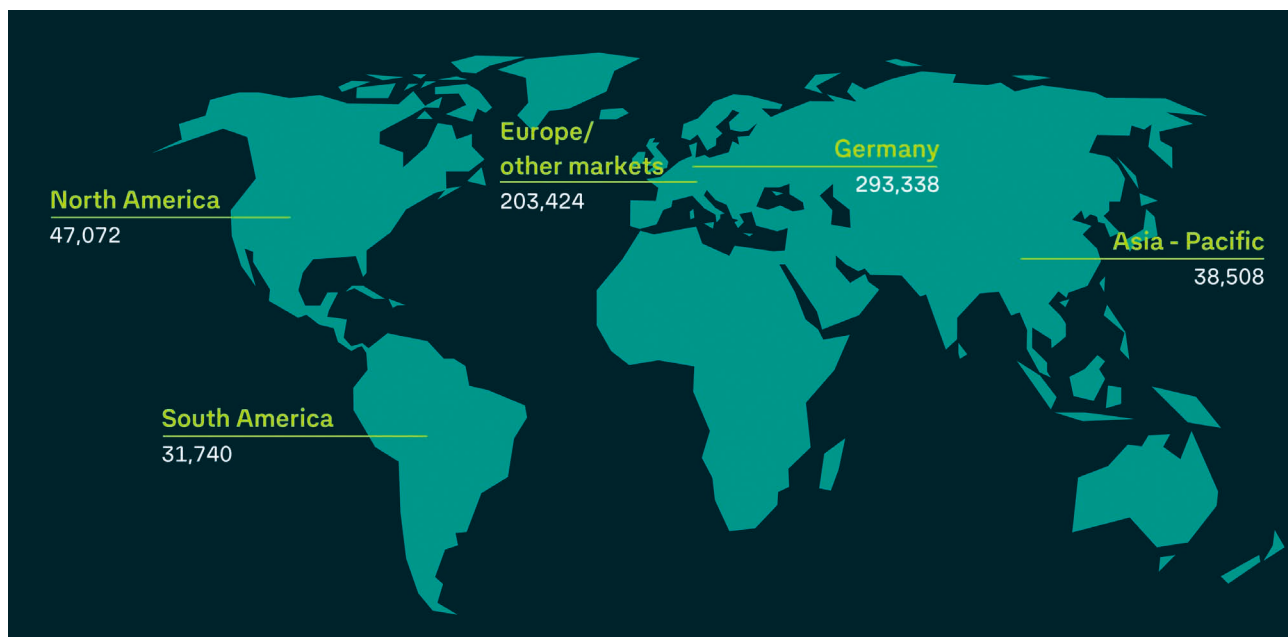 Europe/
other markets
203,424
Germany
293,338
North America
47,072
Asia - Pacific
38,508
South America
31,740